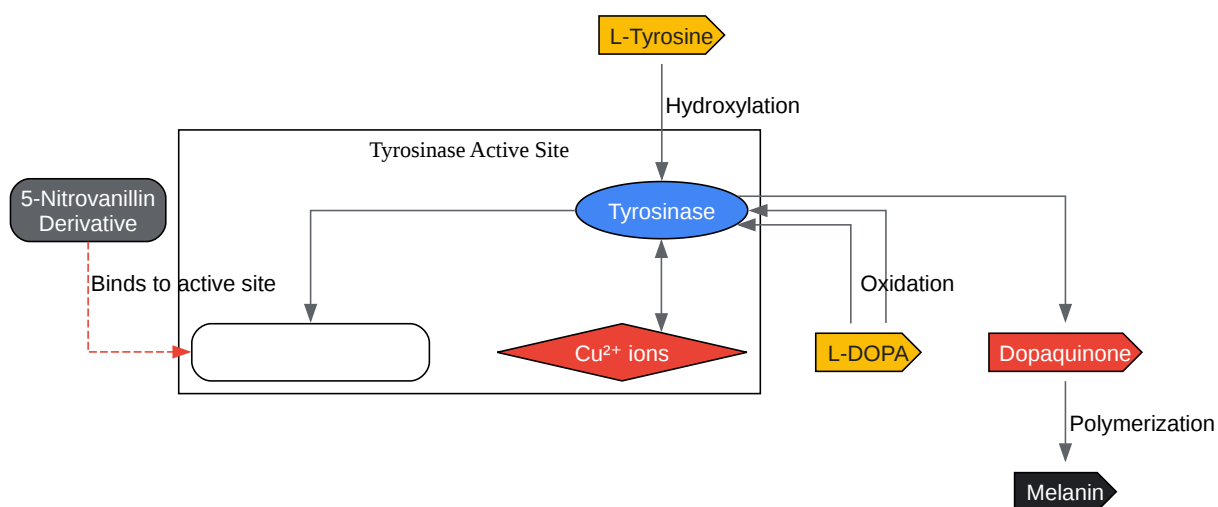 L-Tyrosine
Hydroxylation
Tyrosinase Active Site
5-Nitrovanillin
Derivative
Tyrosinase
Binds to active site
Oxidation
Cu²⁺ ions
L-DOPA
Dopaquinone
Polymerization
Melanin